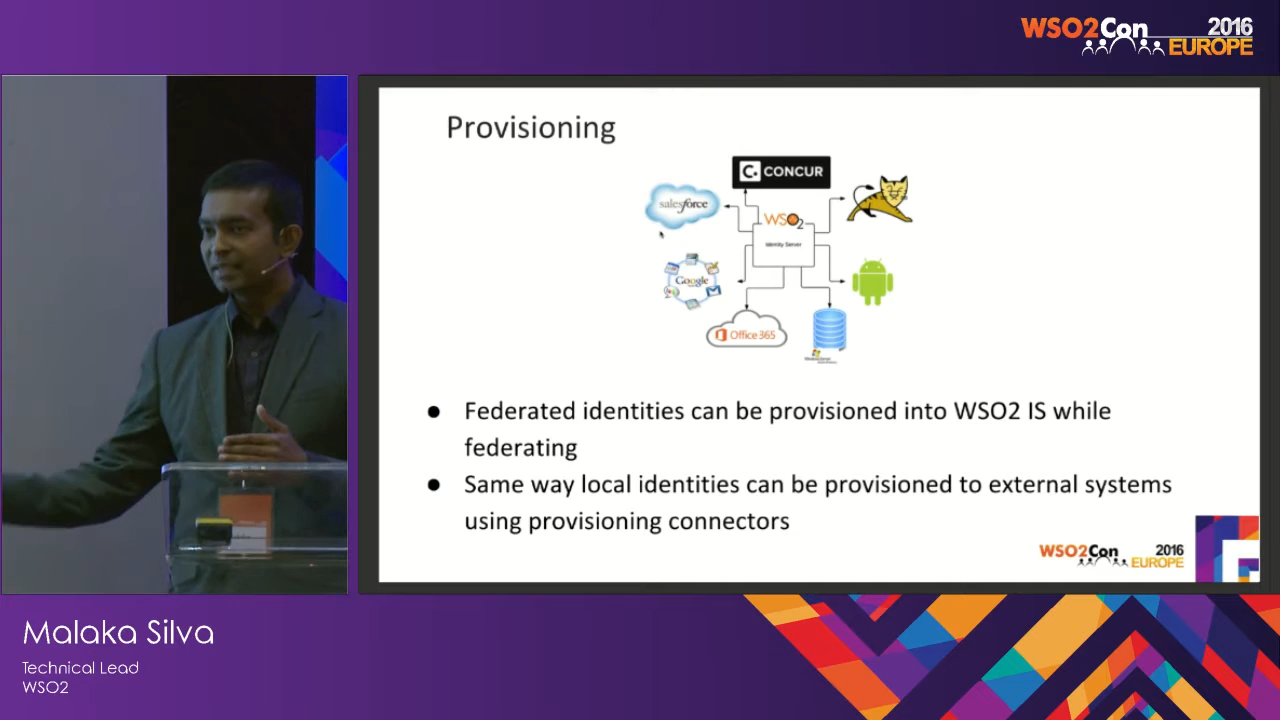 WSO2Con 2016
EUROPE
Provisioning
C. CONCUR
salesforce
WSO2
Identity Server
Google
Office 365
● Federated identities can be provisioned into WSO2 IS while
federating
● Same way local identities can be provisioned to external systems
using provisioning connectors
WSO2Con 2016
EUROPE
Malaka Silva
Technical Lead
WSO2